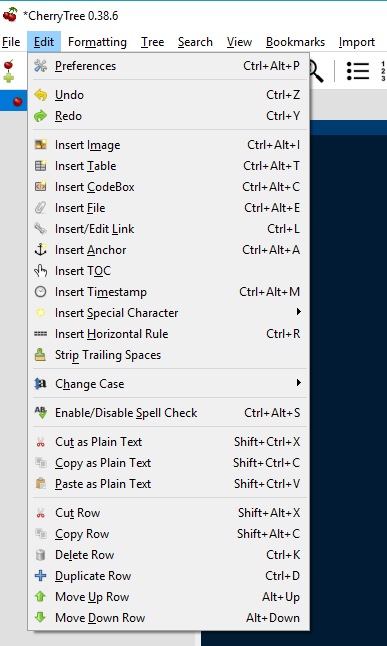 *CherryTree 0.38.6
File Edit Formatting Tree Search View Bookmarks Import
Preferences Ctrl+Alt+P
Undo Ctrl+Z
Redo Ctrl+Y
Insert Image Ctrl+Alt+I
Insert Table Ctrl+Alt+T
Insert CodeBox Ctrl+Alt+C
Insert File Ctrl+Alt+E
Insert/Edit Link Ctrl+L
Insert Anchor Ctrl+Alt+A
Insert TOC
Insert Timestamp Ctrl+Alt+M
Insert Special Character
Insert Horizontal Rule Ctrl+R
Strip Trailing Spaces
Change Case
Enable/Disable Spell Check Ctrl+Alt+S
Cut as Plain Text Shift+Ctrl+X
Copy as Plain Text Shift+Ctrl+C
Paste as Plain Text Shift+Ctrl+V
Cut Row Shift+Alt+X
Copy Row Shift+Alt+C
Delete Row Ctrl+K
Duplicate Row Ctrl+D
Move Up Row Alt+Up
Move Down Row Alt+Down